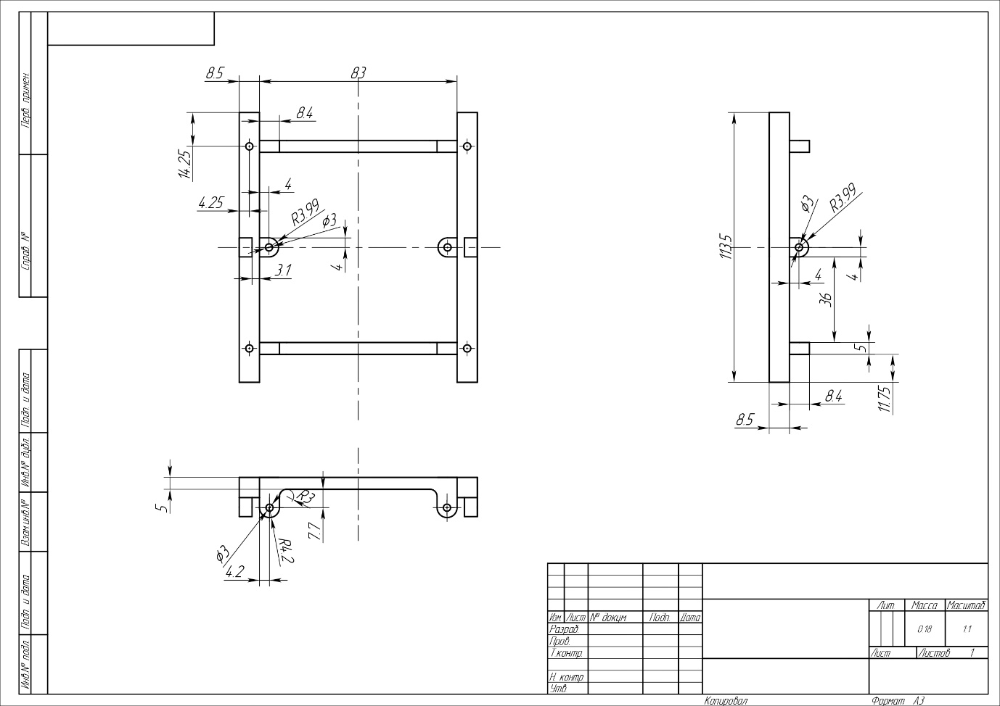 Перв. примен.
Справ. №
Подп. и дата
Инв.№ дубл.
Взам.инв.№
Подп. и дата
Инв.№ подл.
8.5
83
8.4
14.25
4
4.25
R3.99
ϕ3
4
3.1
5
R3
7.7
ϕ3
R4.2
4.2
113.5
ϕ3
R3.99
4
4
36
5
8.4
11.75
8.5
Лит. Масса Масштаб
Изм. Лист № докум. Подп. Дата
0.18 1:1
Разраб.
Пров.
Т.контр.
Лист Листов 1
Н. контр.
Утв.
Копировал Формат А3